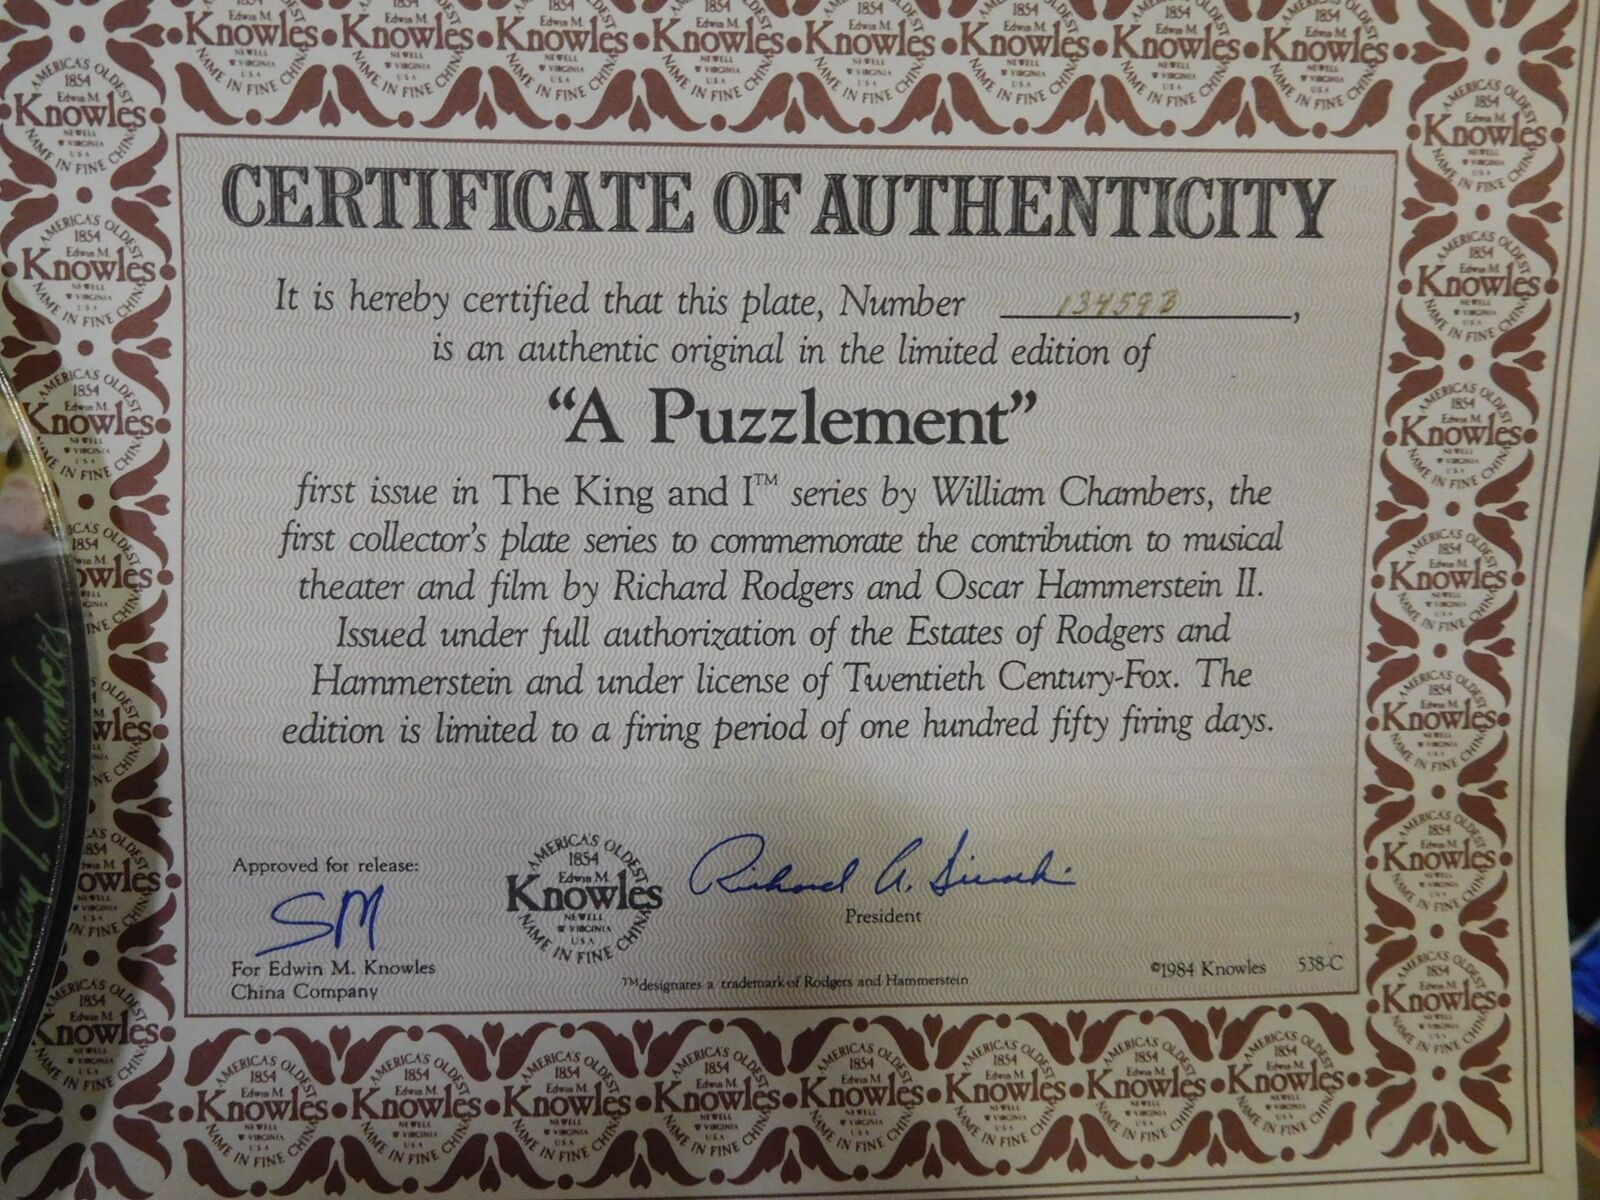 CERTIFICATE OF AUTHENTICITY
It is hereby certified that this plate, Number 13459B,
is an authentic original in the limited edition of
“A Puzzlement”
first issue in The King and I™ series by William Chambers, the
first collector's plate series to commemorate the contribution to musical
theater and film by Richard Rodgers and Oscar Hammerstein II.
Issued under full authorization of the Estates of Rodgers and
Hammerstein and under license of Twentieth Century-Fox. The
edition is limited to a firing period of one hundred fifty firing days.
Approved for release:
SM
For Edwin M. Knowles
China Company
AMERICA'S OLDEST
1854
Edwin M.
Knowles
NEWELL
W VIRGINIA
USA
NAME IN FINE CHINA
Richard A.
President
™designates a trademark of Rodgers and Hammerstein
©1984 Knowles 538-C